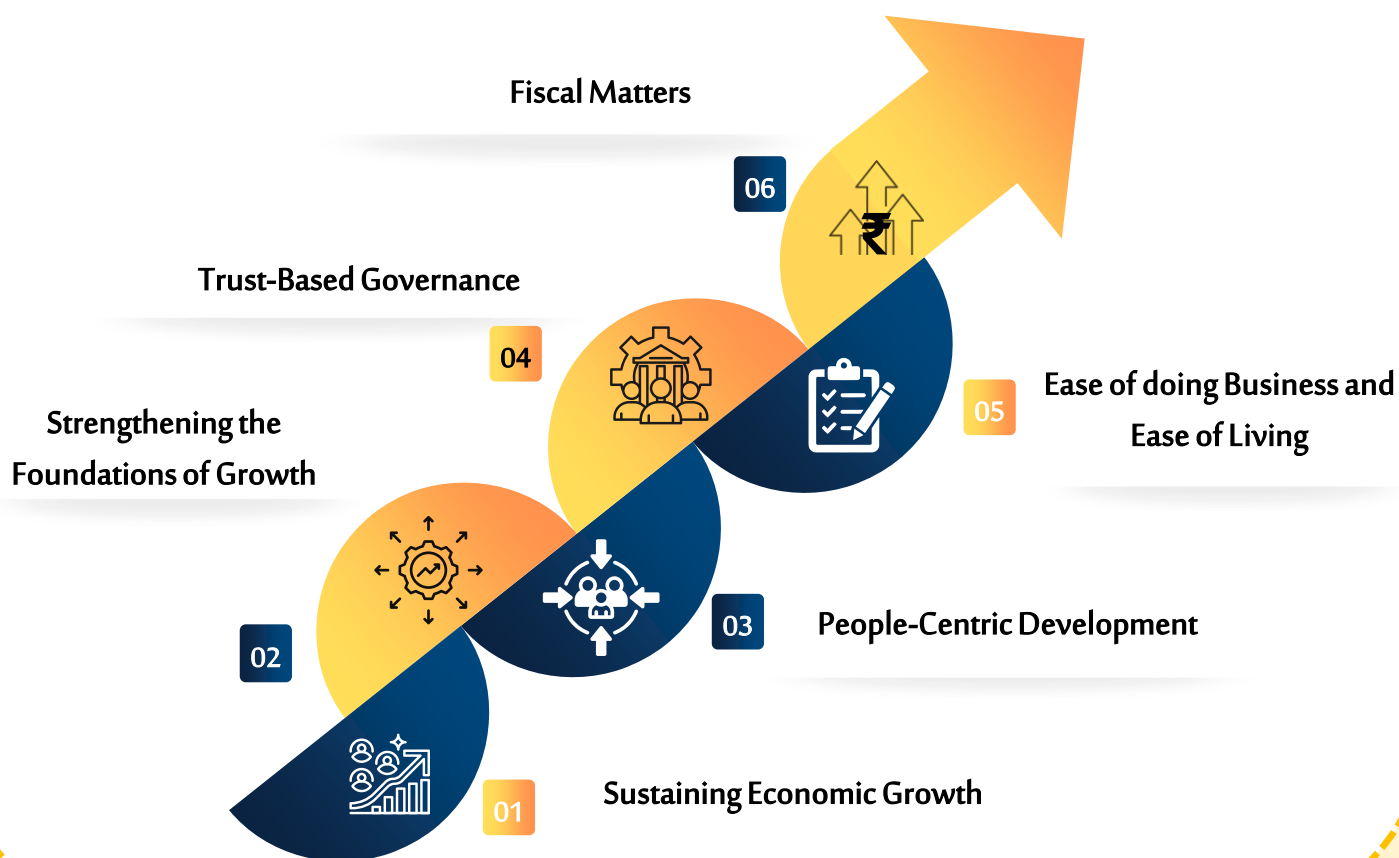 Fiscal Matters
06
₹
Trust-Based Governance
04
Ease of doing Business and
Ease of Living
05
Strengthening the
Foundations of Growth
02
03
People-Centric Development
01
Sustaining Economic Growth